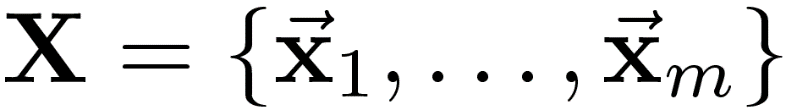 𝐗 = {𝐱⃗₁, . . . , 𝐱⃗ₘ}